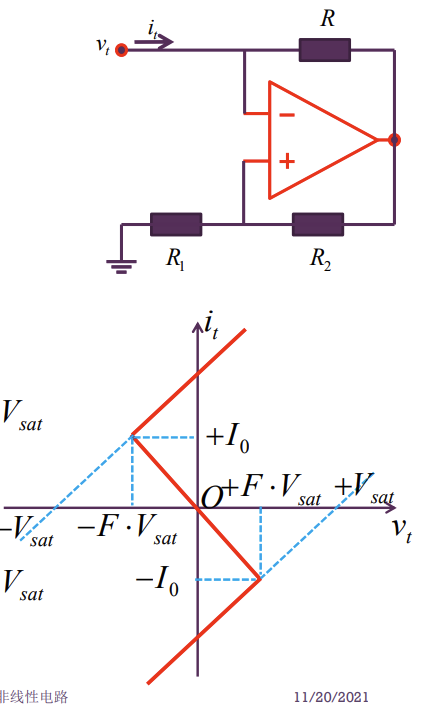 R
i_t
v_t
−
+
R_1
R_2
i_t
V_sat
+I_0
O
+F·V_sat
+V_sat
−V_sat
−F·V_sat
v_t
V_sat
−I_0
非线性电路
11/20/2021